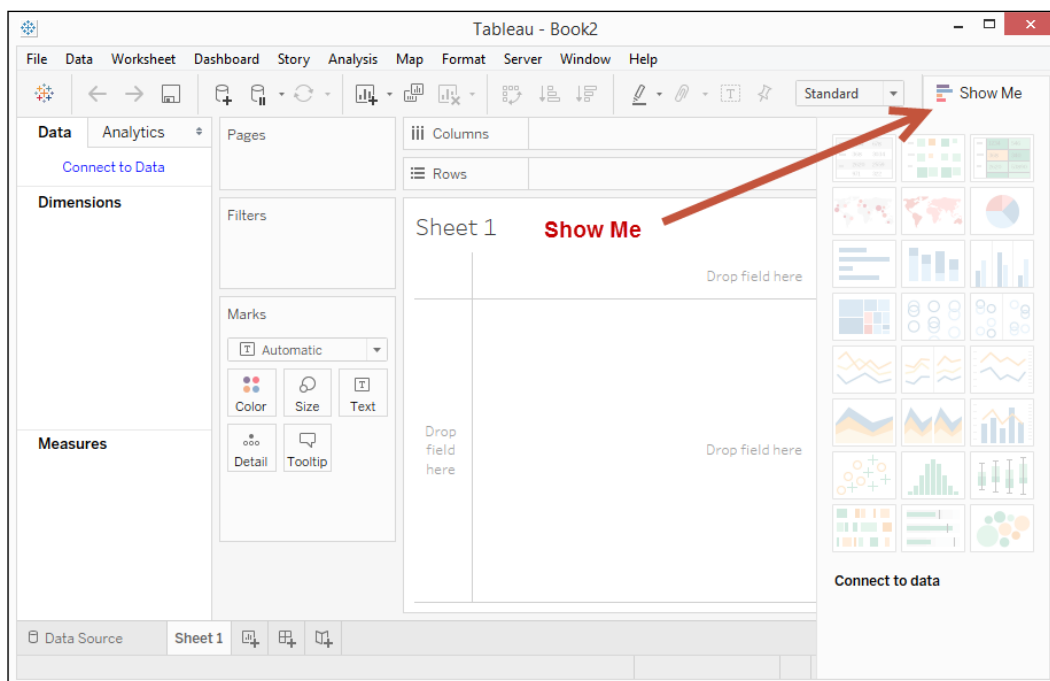 Tableau - Book2
File Data Worksheet Dashboard Story Analysis Map Format Server Window Help
Standard
Show Me
Data
Analytics
Connect to Data
Dimensions
Measures
Pages
Filters
Marks
T Automatic
Color
Size
T
Text
Detail
Tooltip
Columns
Rows
Sheet 1
Show Me
Drop field here
Drop
field
here
Drop field here
Connect to data
Data Source
Sheet 1